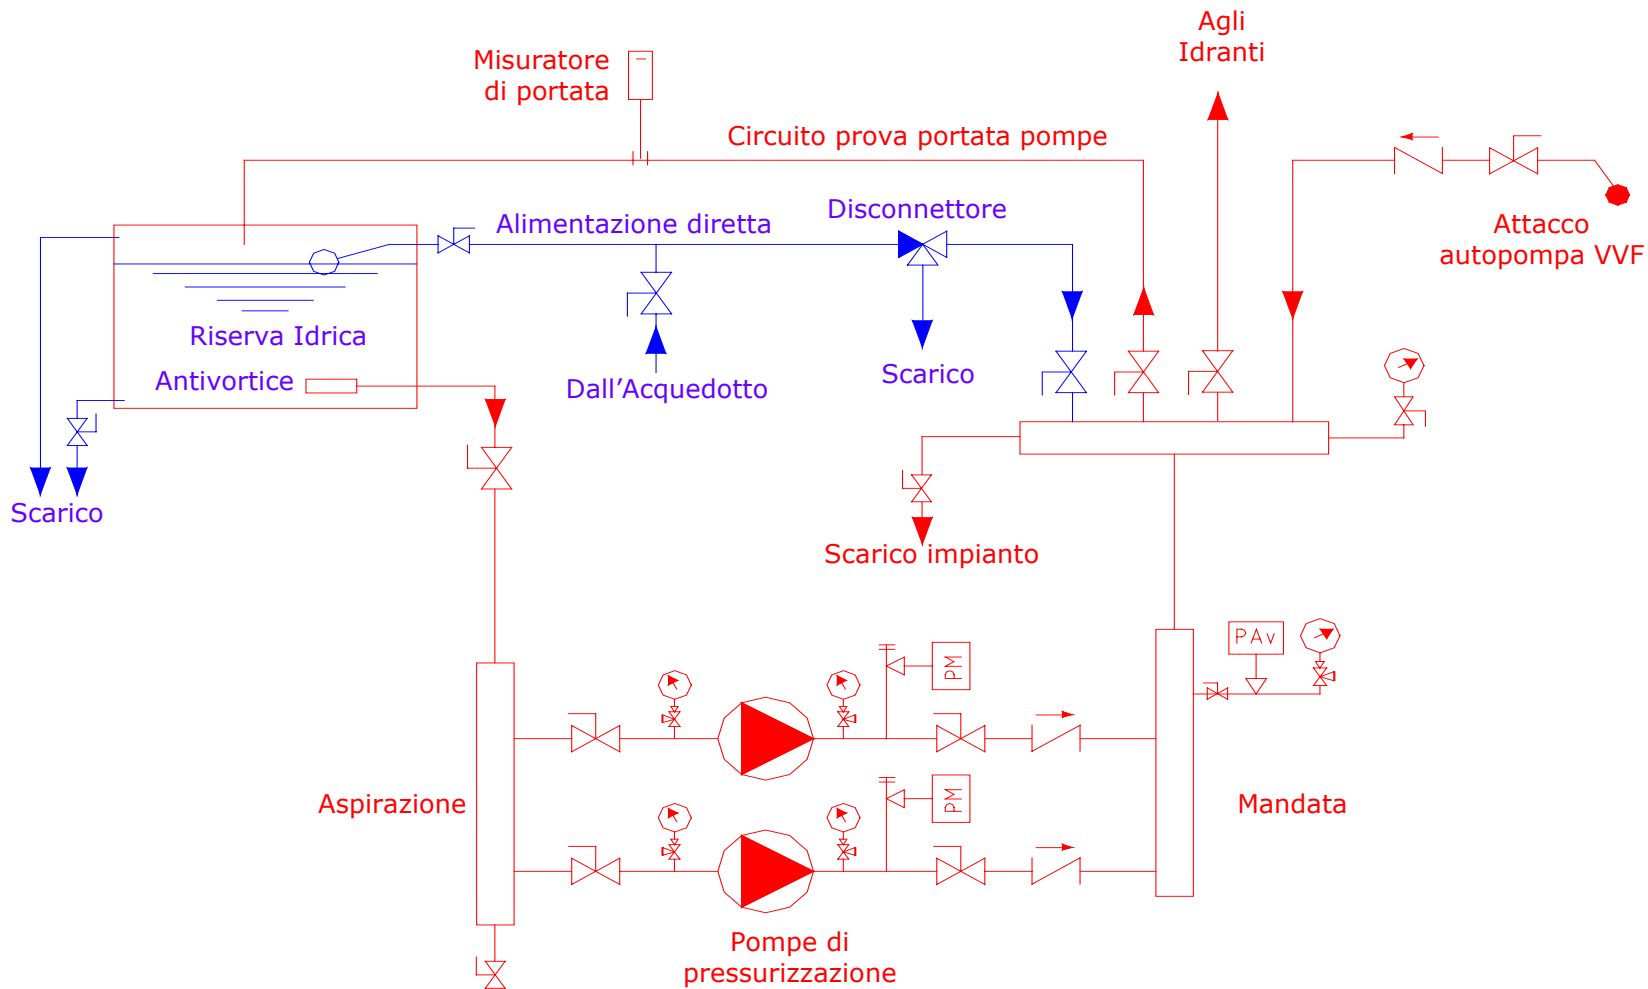 Agli
Idranti
Misuratore
di portata
Circuito prova portata pompe
Alimentazione diretta
Disconnettore
Attacco
autopompa VVF
Riserva Idrica
Antivortice
Dall'Acquedotto
Scarico
Scarico
Scarico impianto
PAv
PM
PM
Aspirazione
Mandata
Pompe di
pressurizzazione